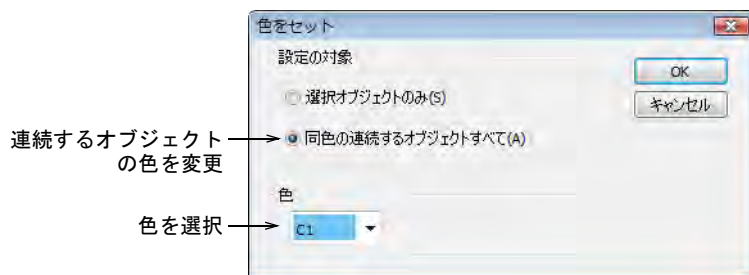 色をセット
設定の対象
OK
選択オブジェクトのみ(S)
キャンセル
連続するオブジェクト
の色を変更
同色の連続するオブジェクトすべて(A)
色
色を選択
C1